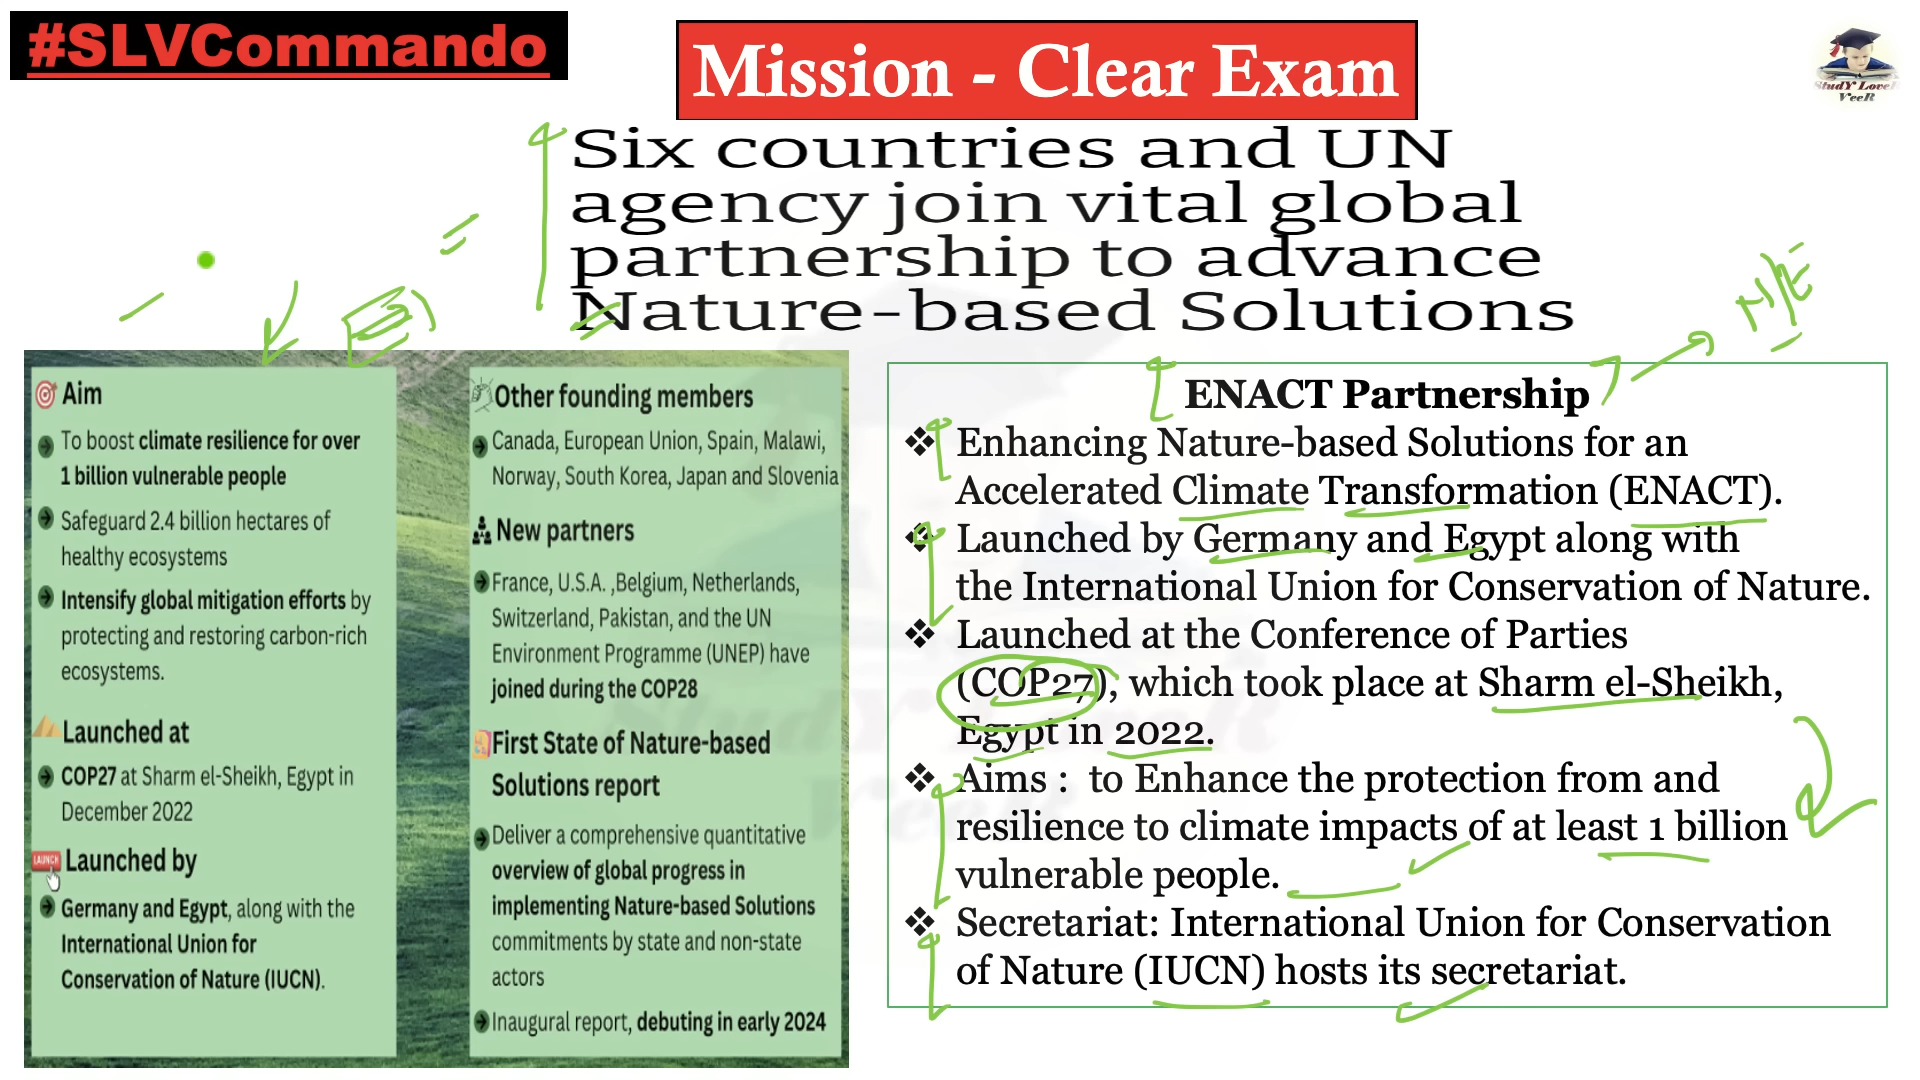 #SLVCommando
Mission - Clear Exam
StudY LoveR
VeeR
Six countries and UN
agency join vital global
partnership to advance
Nature-based Solutions
N/E
Aim
To boost climate resilience for over
1 billion vulnerable people
Safeguard 2.4 billion hectares of
healthy ecosystems
Intensify global mitigation efforts by
protecting and restoring carbon-rich
ecosystems.
Launched at
COP27 at Sharm el-Sheikh, Egypt in
December 2022
LAUNCH
Launched by
Germany and Egypt, along with the
International Union for
Conservation of Nature (IUCN).
Other founding members
Canada, European Union, Spain, Malawi,
Norway, South Korea, Japan and Slovenia
New partners
France, U.S.A. ,Belgium, Netherlands,
Switzerland, Pakistan, and the UN
Environment Programme (UNEP) have
joined during the COP28
First State of Nature-based
Solutions report
Deliver a comprehensive quantitative
overview of global progress in
implementing Nature-based Solutions
commitments by state and non-state
actors
Inaugural report, debuting in early 2024
ENACT Partnership
❖ Enhancing Nature-based Solutions for an
Accelerated Climate Transformation (ENACT).
❖ Launched by Germany and Egypt along with
the International Union for Conservation of Nature.
❖ Launched at the Conference of Parties
(COP27), which took place at Sharm el-Sheikh,
Egypt in 2022.
❖ Aims : to Enhance the protection from and
resilience to climate impacts of at least 1 billion
vulnerable people.
❖ Secretariat: International Union for Conservation
of Nature (IUCN) hosts its secretariat.
StudY LoveR
VeeR